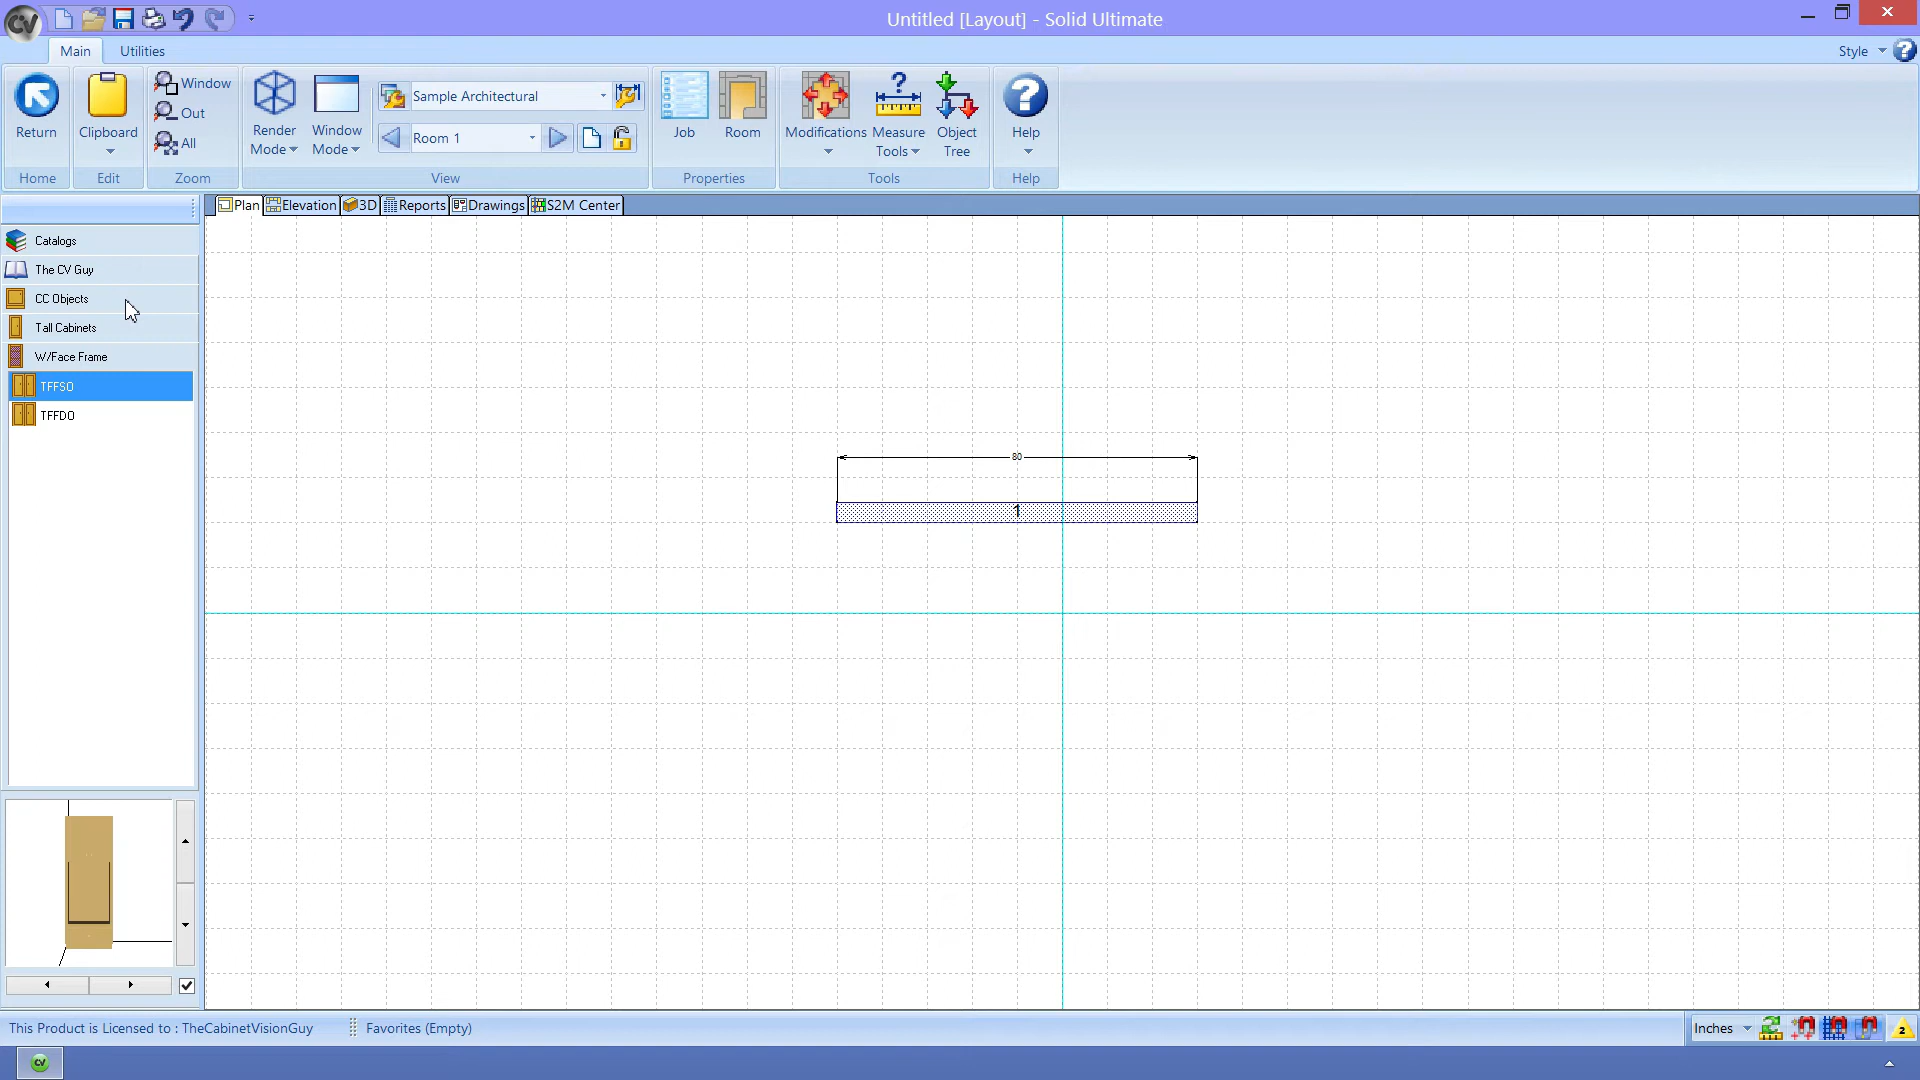 CV
Untitled [Layout] - Solid Ultimate
Main
Utilities
Style
Return
Clipboard
Window
Out
All
Render Mode
Window Mode
Sample Architectural
Room 1
Job
Room
Modifications
Measure Tools
Object Tree
Help
Home
Edit
Zoom
View
Properties
Tools
Help
Plan
Elevation
3D
Reports
Drawings
S2M Center
Catalogs
The CV Guy
CC Objects
Tall Cabinets
W/Face Frame
TFFSO
TFFDO
80
1
This Product is Licensed to : TheCabinetVisionGuy
Favorites (Empty)
Inches
2
CV